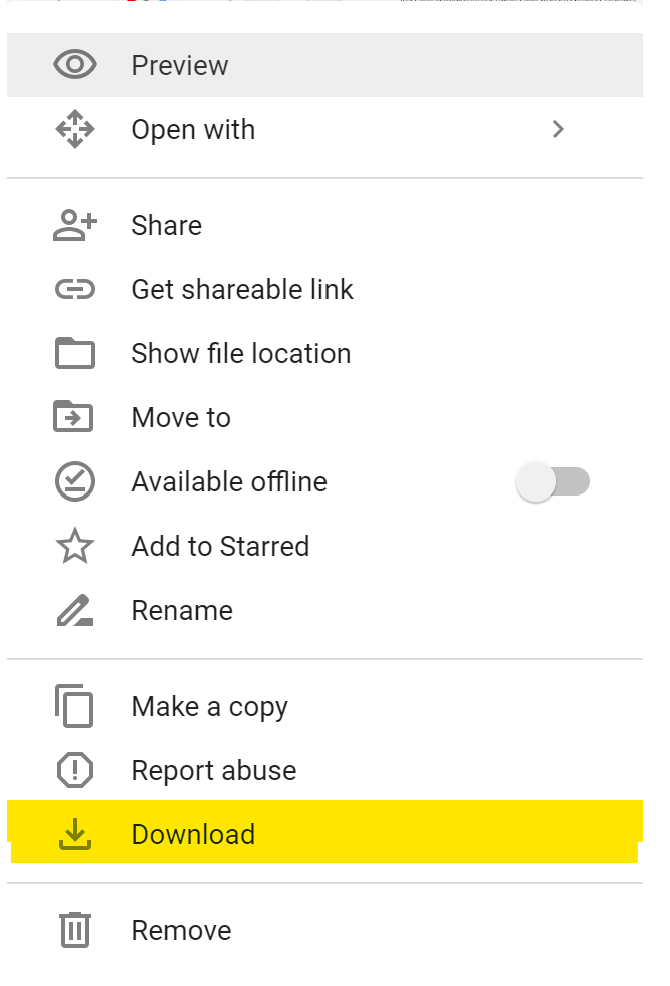 Preview
Open with
Share
Get shareable link
Show file location
Move to
Available offline
Add to Starred
Rename
Make a copy
Report abuse
Download
Remove